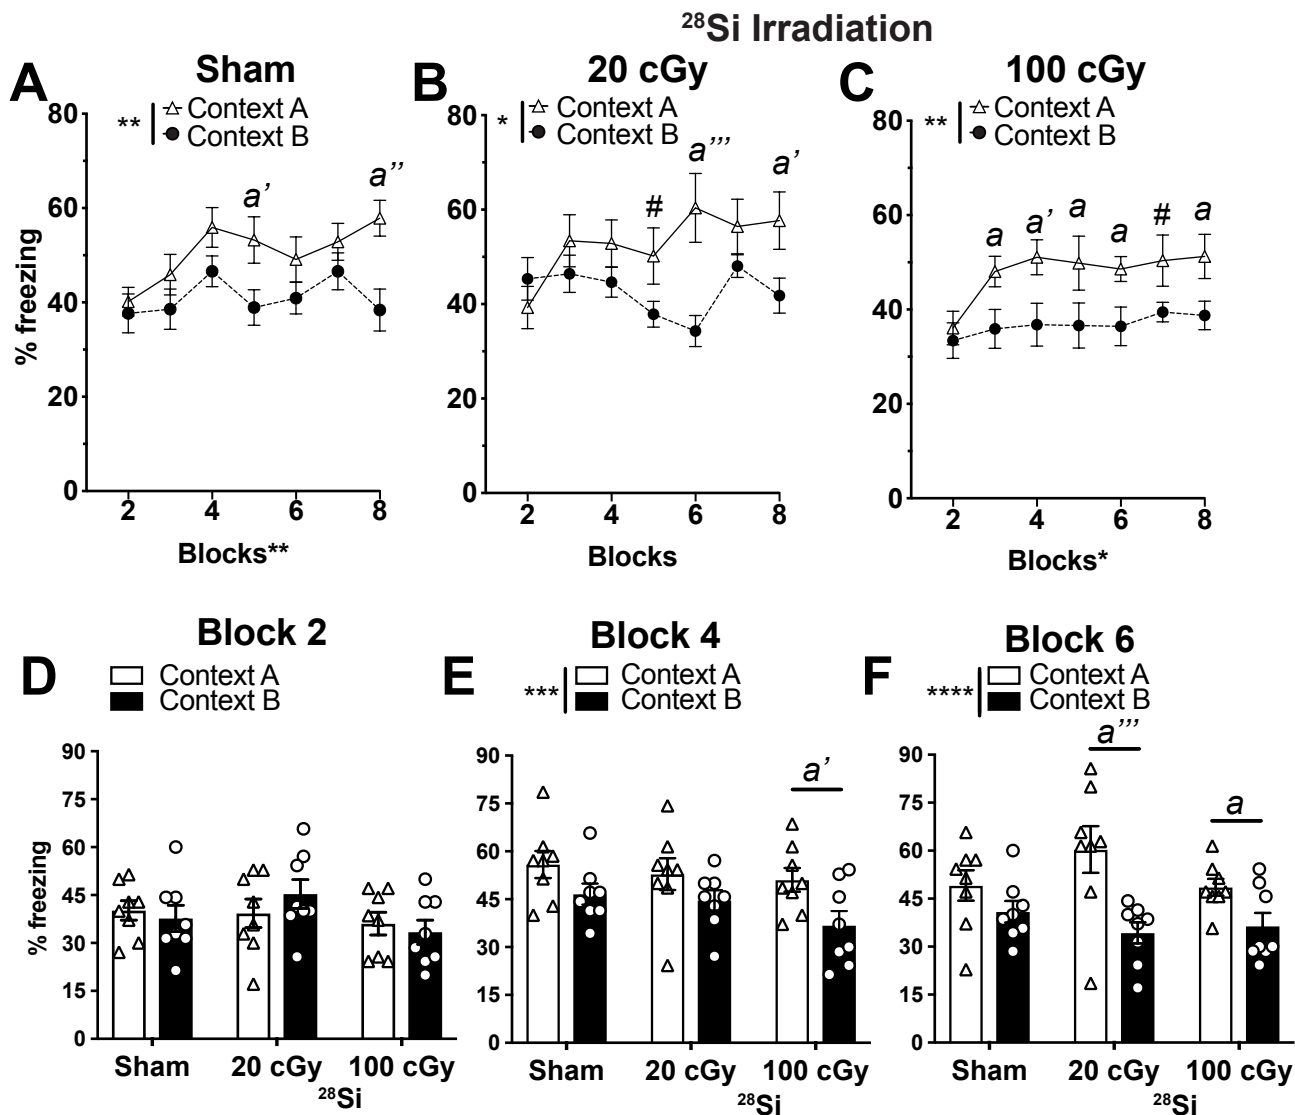 ²⁸Si Irradiation
A Sham
** Context A
Context B
a’ a’’
80
60
40
20
0
% freezing
2 4 6 8
Blocks**
B 20 cGy
* Context A
Context B
# a’’’ a’
80
60
40
20
0
2 4 6 8
Blocks
C 100 cGy
** Context A
Context B
a a’ a a # a
80
60
40
20
0
2 4 6 8
Blocks*
D Block 2
Context A
Context B
90
75
60
45
30
15
0
% freezing
Sham 20 cGy 100 cGy
²⁸Si
E Block 4
*** Context A
Context B
a’
90
75
60
45
30
15
0
Sham 20 cGy 100 cGy
²⁸Si
F Block 6
**** Context A
Context B
a’’’
a
90
75
60
45
30
15
0
Sham 20 cGy 100 cGy
²⁸Si